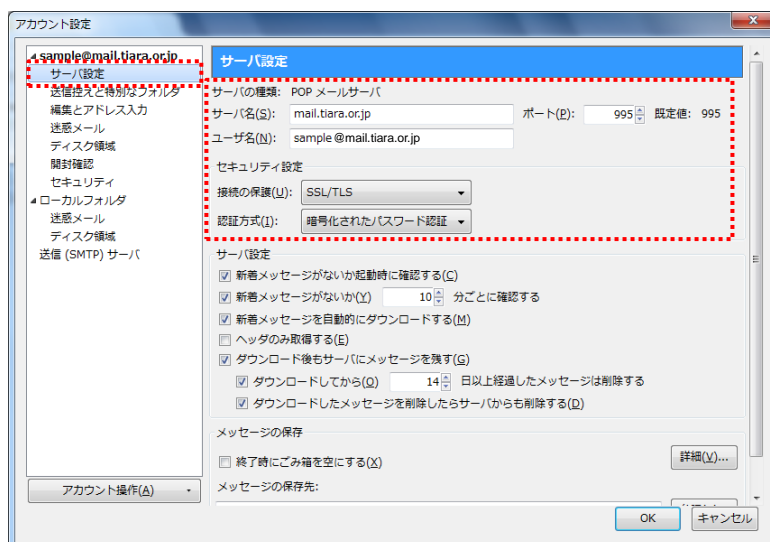 アカウント設定
sample@mail.tiara.or.jp
サーバ設定
送信控えと特別なフォルダ
編集とアドレス入力
迷惑メール
ディスク領域
開封確認
セキュリティ
ローカルフォルダ
迷惑メール
ディスク領域
送信 (SMTP) サーバ
アカウント操作(A)
サーバ設定
サーバの種類: POP メールサーバ
サーバ名(S): mail.tiara.or.jp ポート(P): 995 既定値: 995
ユーザ名(N): sample@mail.tiara.or.jp
セキュリティ設定
接続の保護(U): SSL/TLS
認証方式(I): 暗号化されたパスワード認証
サーバ設定
新着メッセージがないか起動時に確認する(C)
新着メッセージがないか(Y) 10 分ごとに確認する
新着メッセージを自動的にダウンロードする(M)
ヘッダのみ取得する(E)
ダウンロード後もサーバにメッセージを残す(G)
ダウンロードしてから(O) 14 日以上経過したメッセージは削除する
ダウンロードしたメッセージを削除したらサーバからも削除する(D)
メッセージの保存
終了時にごみ箱を空にする(X) 詳細(V)...
メッセージの保存先:
OK キャンセル